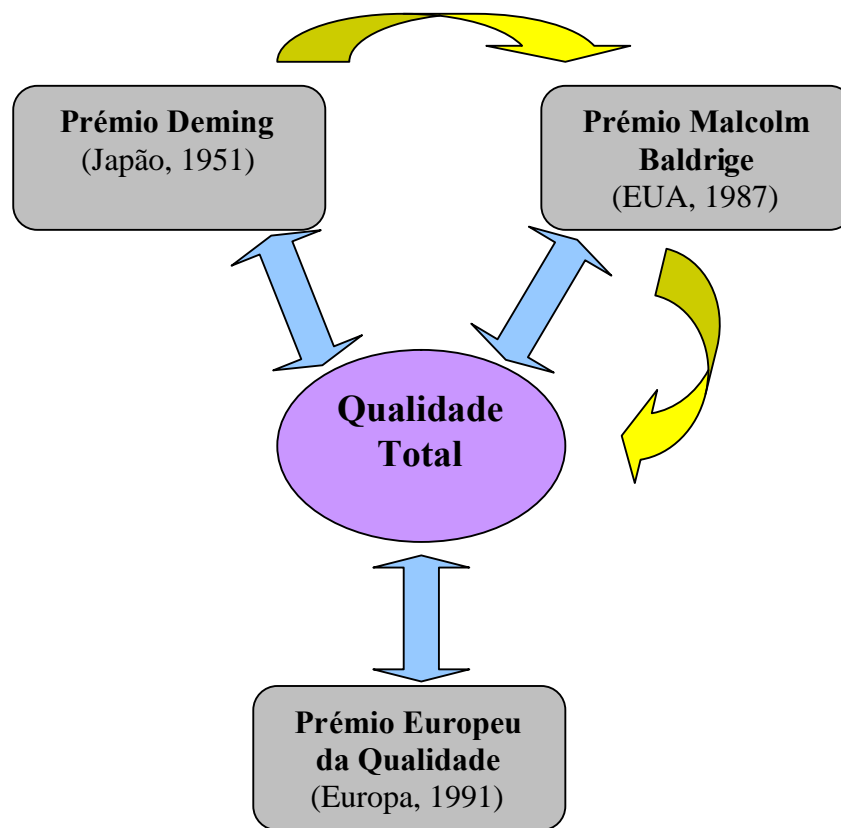 Prémio Deming
(Japão, 1951)
Prémio Malcolm
Baldrige
(EUA, 1987)
Qualidade
Total
Prémio Europeu
da Qualidade
(Europa, 1991)